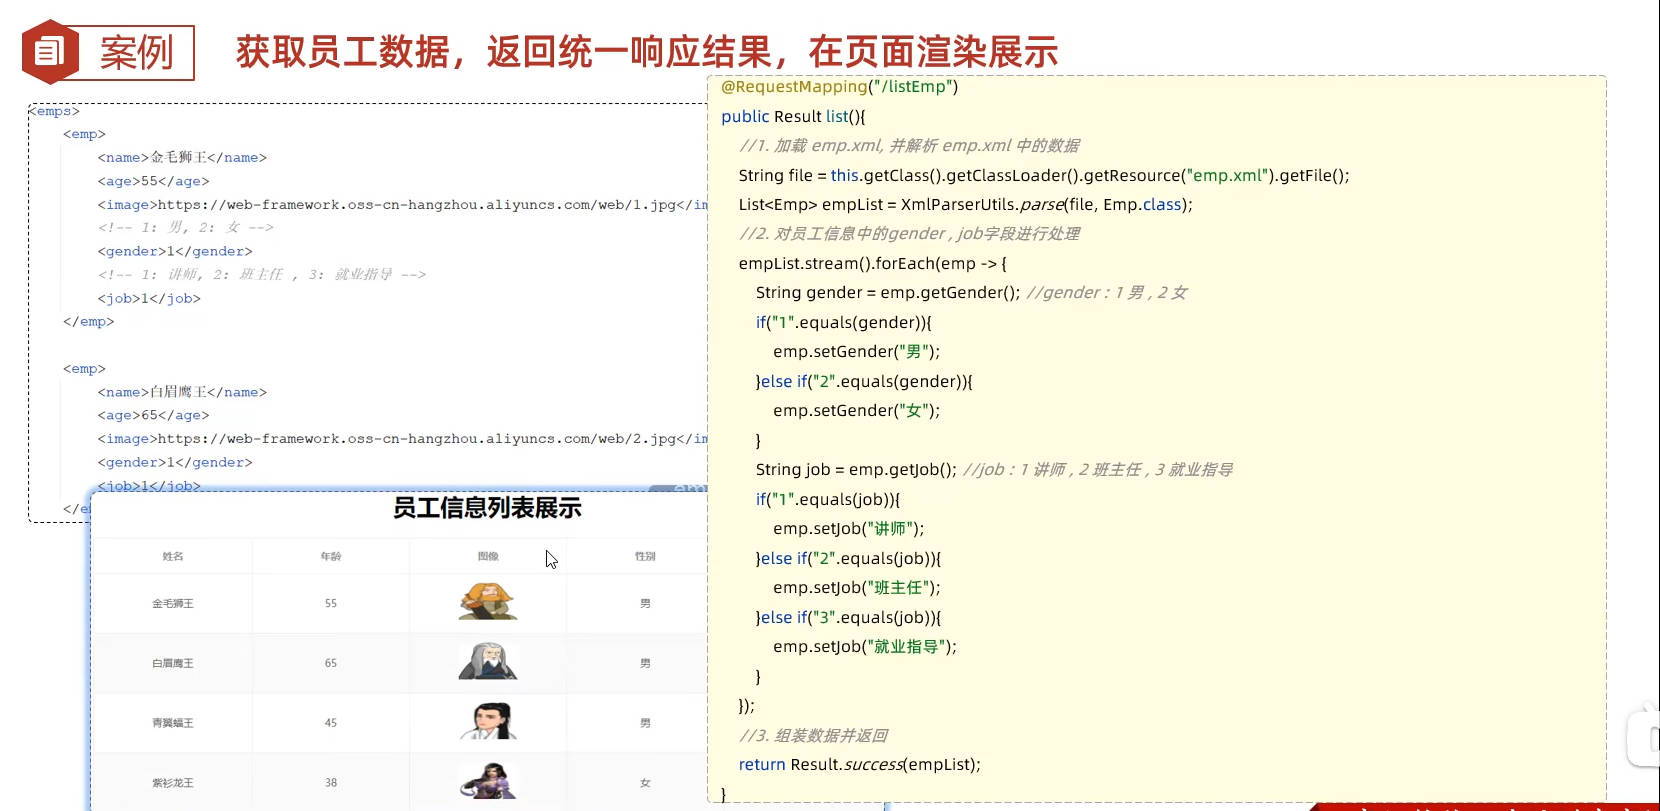 案例
获取员工数据，返回统一响应结果，在页面渲染展示
<emps>
<emp>
<name>金毛狮王</name>
<age>55</age>
<image>https://web-framework.oss-cn-hangzhou.aliyuncs.com/web/1.jpg</im
<!-- 1: 男, 2: 女 -->
<gender>1</gender>
<!-- 1: 讲师, 2: 班主任 , 3: 就业指导 -->
<job>1</job>
</emp>
<emp>
<name>白眉鹰王</name>
<age>65</age>
<image>https://web-framework.oss-cn-hangzhou.aliyuncs.com/web/2.jpg</im
<gender>1</gender>
<job>1</job>
</e
员工信息列表展示
姓名 年龄 图像 性别
金毛狮王 55 男
白眉鹰王 65 男
青翼蝠王 45 男
紫衫龙王 38 女
@RequestMapping("/listEmp")
public Result list(){
//1. 加载 emp.xml, 并解析 emp.xml 中的数据
String file = this.getClass().getClassLoader().getResource("emp.xml").getFile();
List<Emp> empList = XmlParserUtils.parse(file, Emp.class);
//2. 对员工信息中的gender , job字段进行处理
empList.stream().forEach(emp -> {
String gender = emp.getGender(); //gender : 1 男 , 2 女
if("1".equals(gender)){
emp.setGender("男");
}else if("2".equals(gender)){
emp.setGender("女");
}
String job = emp.getJob(); //job : 1 讲师 , 2 班主任 , 3 就业指导
if("1".equals(job)){
emp.setJob("讲师");
}else if("2".equals(job)){
emp.setJob("班主任");
}else if("3".equals(job)){
emp.setJob("就业指导");
}
});
//3. 组装数据并返回
return Result.success(empList);
}